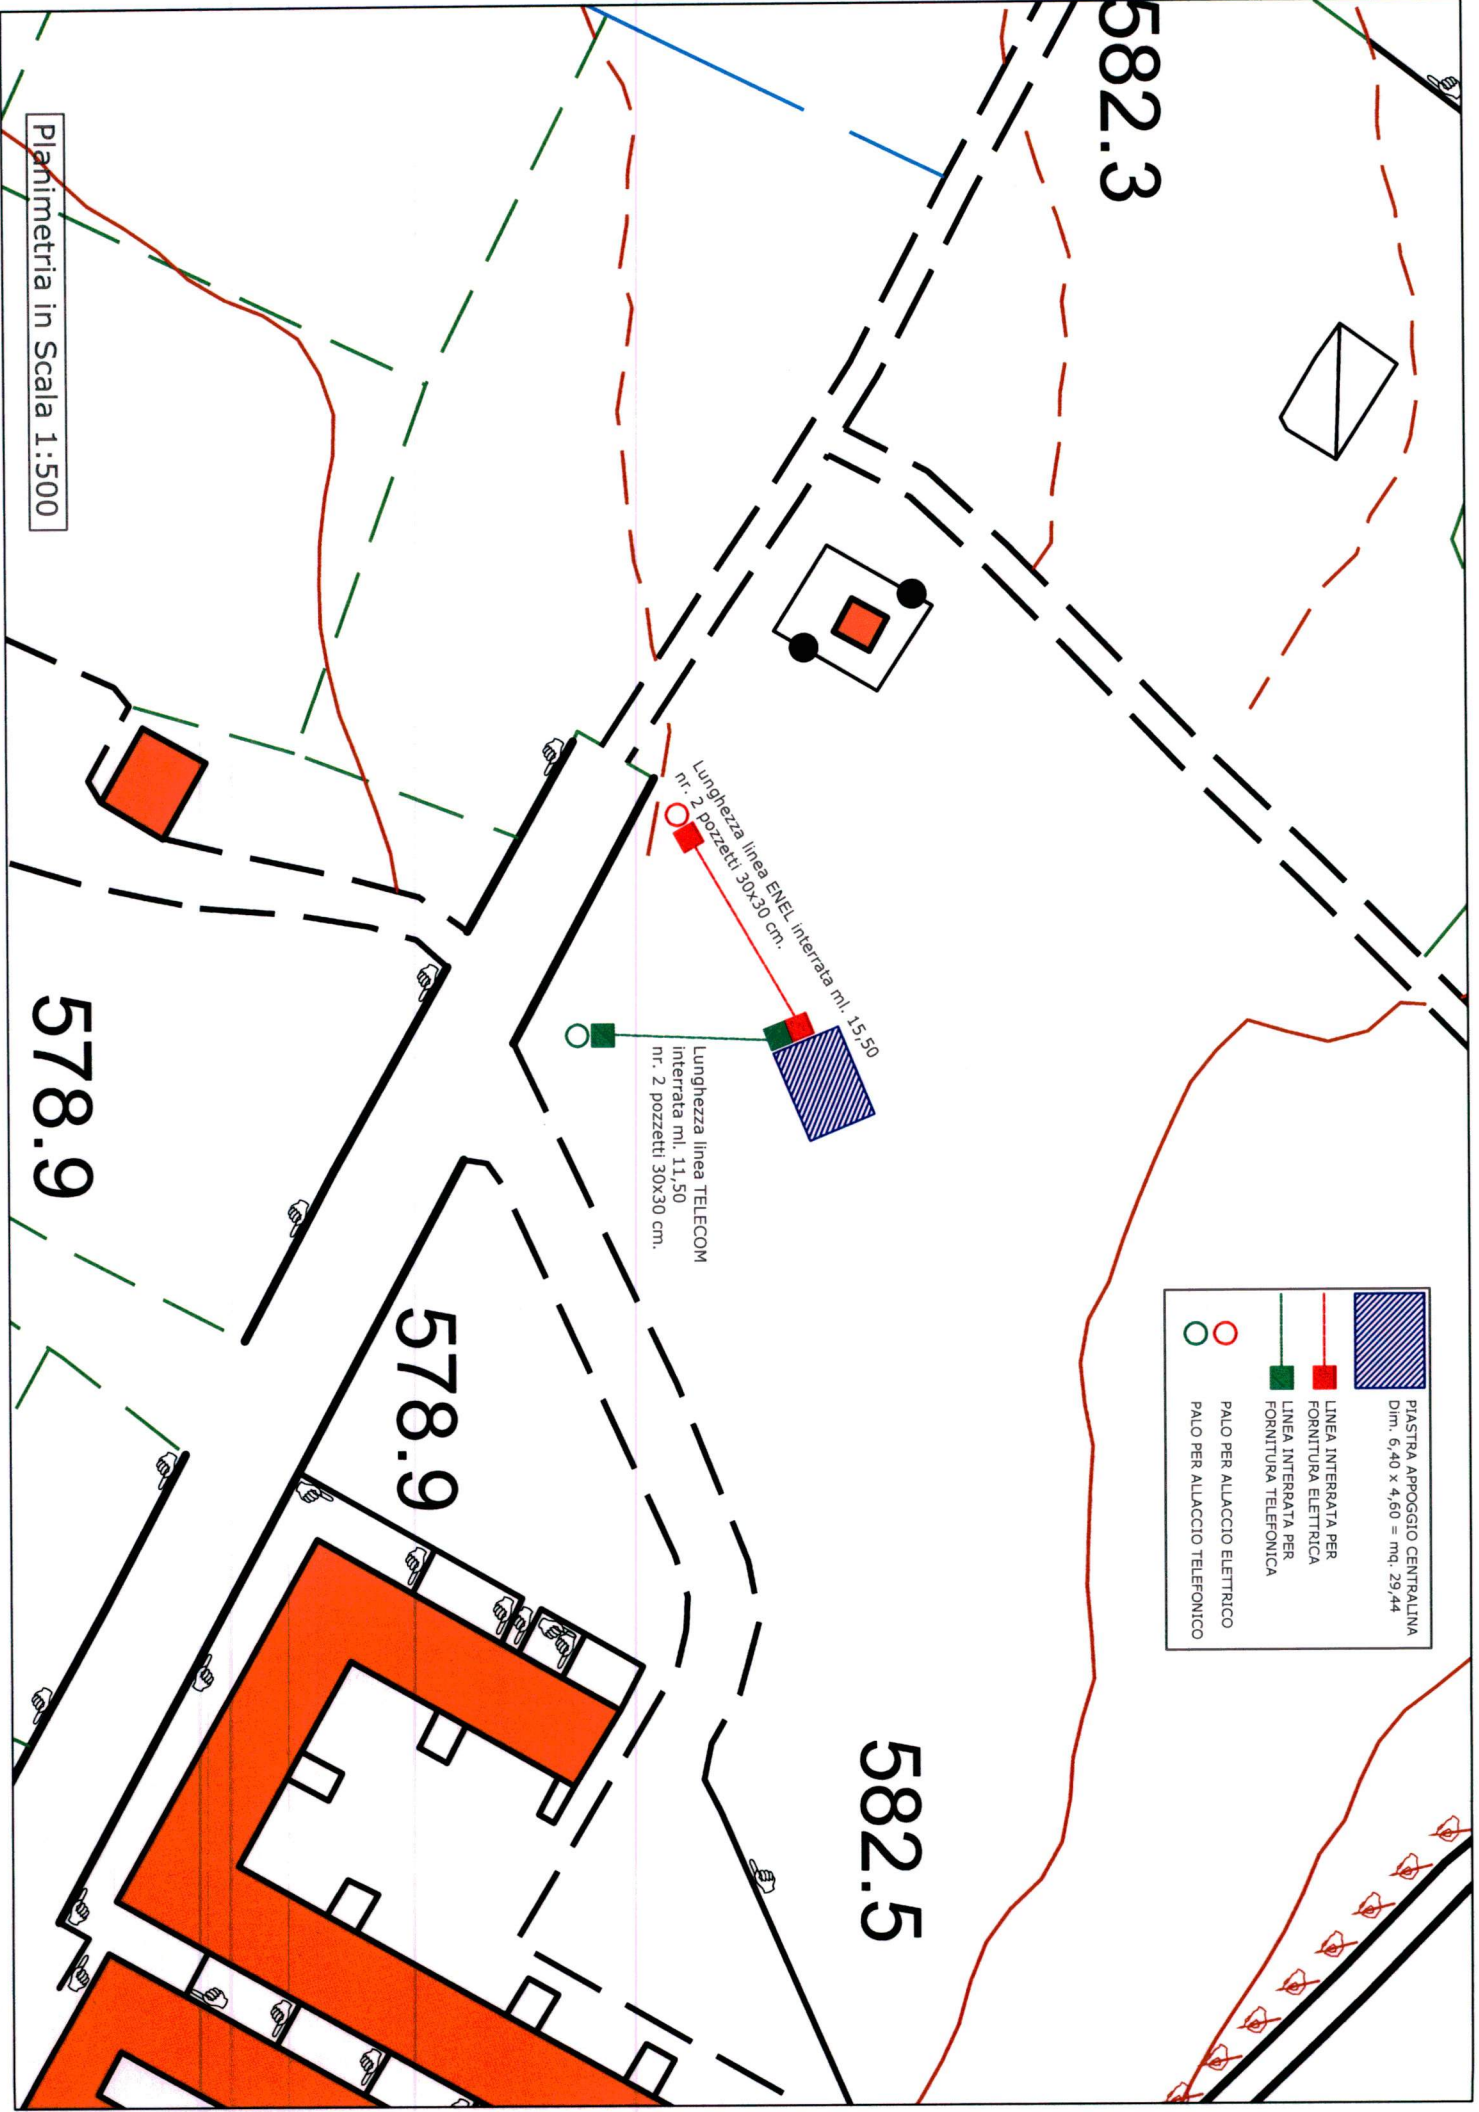 582.3
PIASTRA APPOGGIO CENTRALINA
Dim. 6,40 x 4,60 = mq. 29,44
LINEA INTERRATA PER
FORNITURA ELETTRICA
LINEA INTERRATA PER
FORNITURA TELEFONICA
PALO PER ALLACCIO ELETTRICO
PALO PER ALLACCIO TELEFONICO
582.5
Lunghezza linea ENEL interrata ml. 15,50
nr. 2 pozzetti 30x30 cm.
Lunghezza linea TELECOM
interrata ml. 11,50
nr. 2 pozzetti 30x30 cm.
578.9
578.9
Planimetria in Scala 1:500